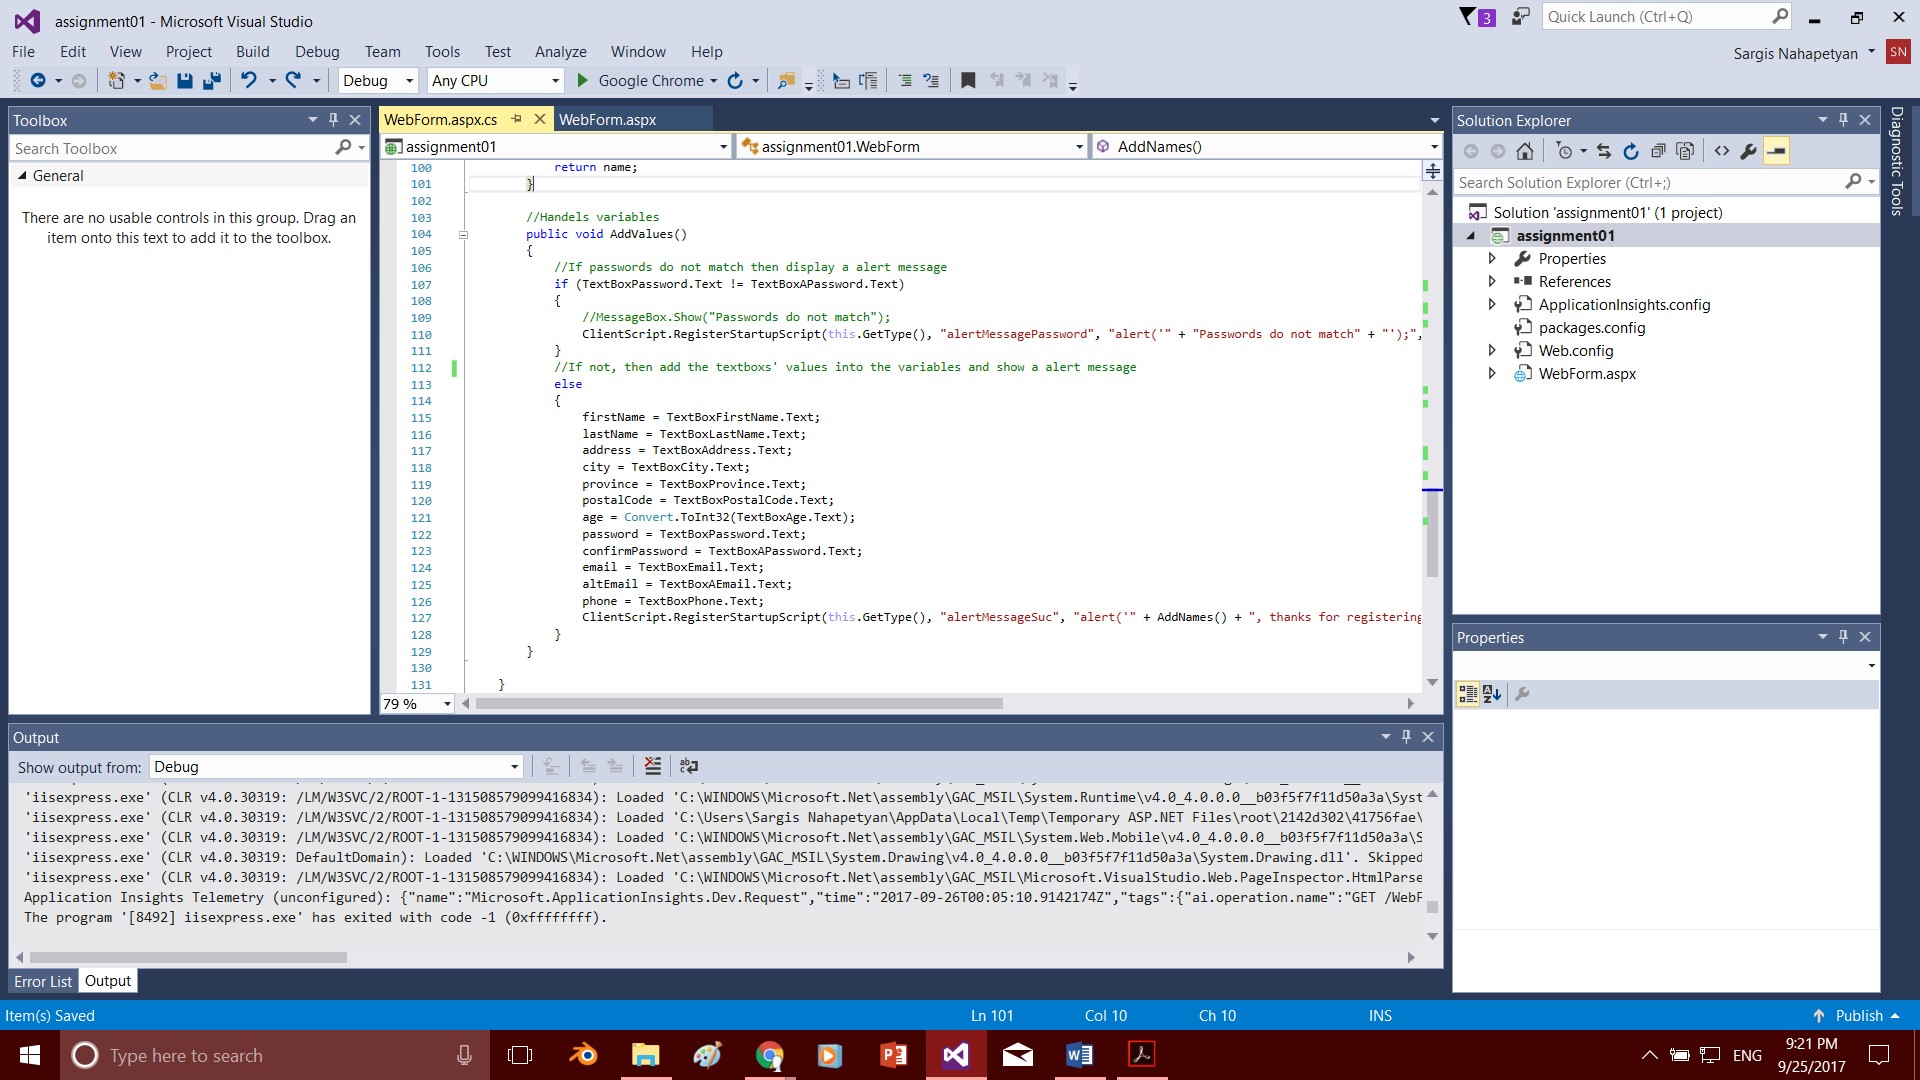 assignment01 - Microsoft Visual Studio
3
Quick Launch (Ctrl+Q)
File Edit View Project Build Debug Team Tools Test Analyze Window Help
Sargis Nahapetyan SN
Debug Any CPU Google Chrome
Toolbox
Search Toolbox
General
There are no usable controls in this group. Drag an
item onto this text to add it to the toolbox.
WebForm.aspx.cs WebForm.aspx
assignment01 assignment01.WebForm AddNames()
100 return name;
101 }
102
103 //Handels variables
104 public void AddValues()
105 {
106 //If passwords do not match then display a alert message
107 if (TextBoxPassword.Text != TextBoxAPassword.Text)
108 {
109 //MessageBox.Show("Passwords do not match");
110 ClientScript.RegisterStartupScript(this.GetType(), "alertMessagePassword", "alert('" + "Passwords do not match" + "');",
111 }
112 //If not, then add the textboxs' values into the variables and show a alert message
113 else
114 {
115 firstName = TextBoxFirstName.Text;
116 lastName = TextBoxLastName.Text;
117 address = TextBoxAddress.Text;
118 city = TextBoxCity.Text;
119 province = TextBoxProvince.Text;
120 postalCode = TextBoxPostalCode.Text;
121 age = Convert.ToInt32(TextBoxAge.Text);
122 password = TextBoxPassword.Text;
123 confirmPassword = TextBoxAPassword.Text;
124 email = TextBoxEmail.Text;
125 altEmail = TextBoxAEmail.Text;
126 phone = TextBoxPhone.Text;
127 ClientScript.RegisterStartupScript(this.GetType(), "alertMessageSuc", "alert('" + AddNames() + ", thanks for registering
128 }
129 }
130
131 }
79 %
Solution Explorer
Search Solution Explorer (Ctrl+;)
Solution 'assignment01' (1 project)
assignment01
Properties
References
ApplicationInsights.config
packages.config
Web.config
WebForm.aspx
Diagnostic Tools
Properties
Output
Show output from: Debug
'iisexpress.exe' (CLR v4.0.30319: /LM/W3SVC/2/ROOT-1-131508579099416834): Loaded 'C:\WINDOWS\Microsoft.Net\assembly\GAC_MSIL\System.Runtime\v4.0_4.0.0.0__b03f5f7f11d50a3a\Syst
'iisexpress.exe' (CLR v4.0.30319: /LM/W3SVC/2/ROOT-1-131508579099416834): Loaded 'C:\Users\Sargis Nahapetyan\AppData\Local\Temp\Temporary ASP.NET Files\root\2142d302\41756fae\
'iisexpress.exe' (CLR v4.0.30319: /LM/W3SVC/2/ROOT-1-131508579099416834): Loaded 'C:\WINDOWS\Microsoft.Net\assembly\GAC_MSIL\System.Web.Mobile\v4.0_4.0.0.0__b03f5f7f11d50a3a\S
'iisexpress.exe' (CLR v4.0.30319: DefaultDomain): Loaded 'C:\WINDOWS\Microsoft.Net\assembly\GAC_MSIL\System.Drawing\v4.0_4.0.0.0__b03f5f7f11d50a3a\System.Drawing.dll'. Skipped
'iisexpress.exe' (CLR v4.0.30319: /LM/W3SVC/2/ROOT-1-131508579099416834): Loaded 'C:\WINDOWS\Microsoft.Net\assembly\GAC_MSIL\Microsoft.VisualStudio.Web.PageInspector.HtmlParse
Application Insights Telemetry (unconfigured): {"name":"Microsoft.ApplicationInsights.Dev.Request","time":"2017-09-26T00:05:10.9142174Z","tags":{"ai.operation.name":"GET /WebF
The program '[8492] iisexpress.exe' has exited with code -1 (0xffffffff).
Error List Output
Item(s) Saved Ln 101 Col 10 Ch 10 INS Publish
Type here to search
ENG
9:21 PM
9/25/2017